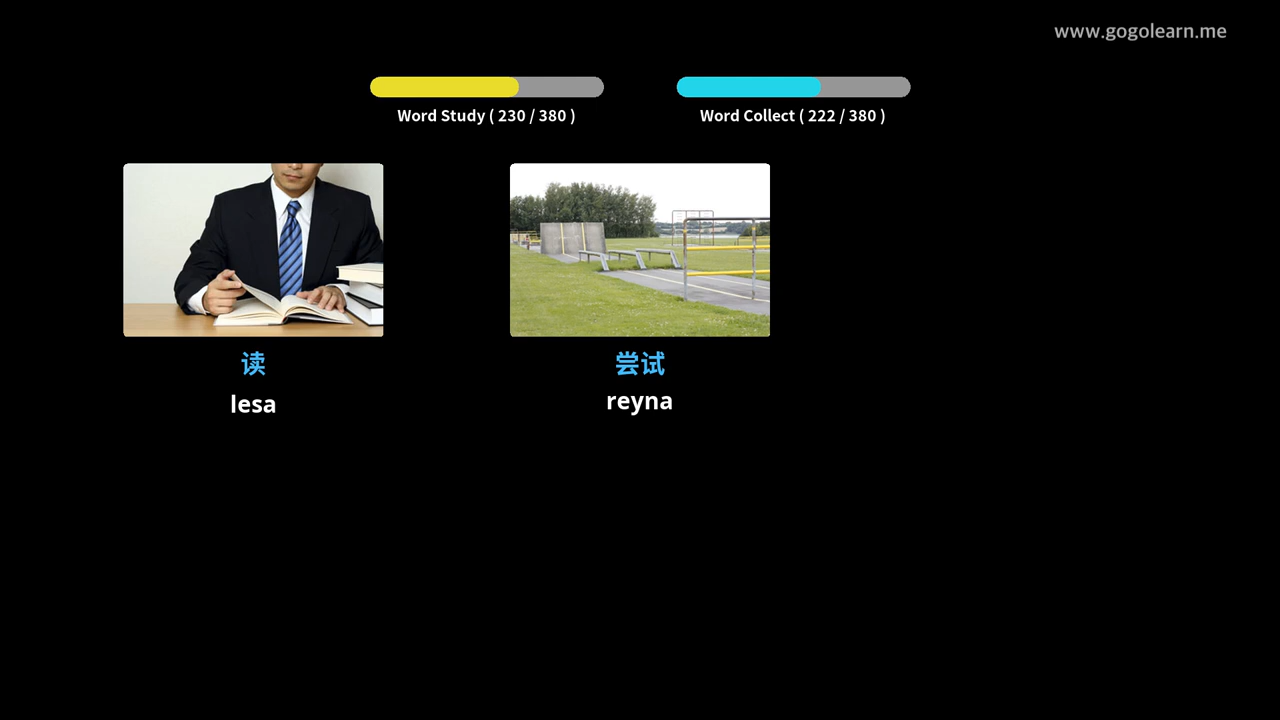 www.gogolearn.me
Word Study ( 230 / 380 )
Word Collect ( 222 / 380 )
读
lesa
尝试
reyna